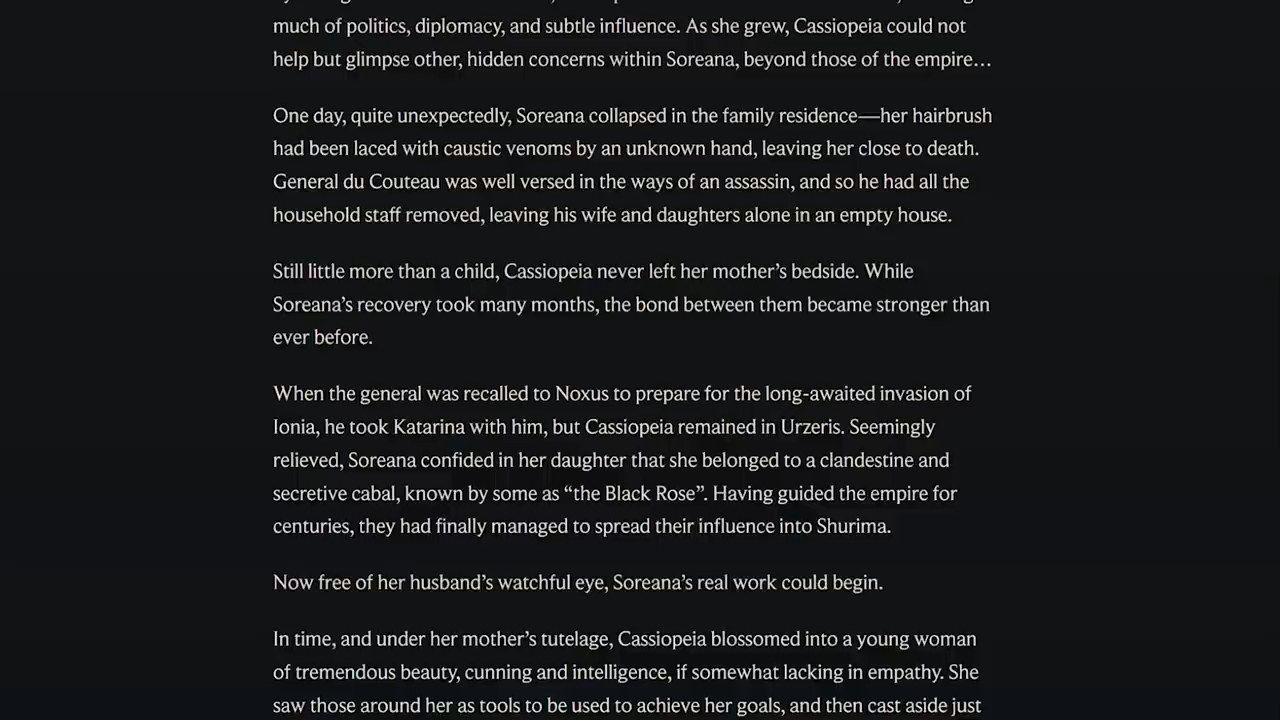 much of politics, diplomacy, and subtle influence. As she grew, Cassiopeia could not
help but glimpse other, hidden concerns within Soreana, beyond those of the empire…
One day, quite unexpectedly, Soreana collapsed in the family residence—her hairbrush
had been laced with caustic venoms by an unknown hand, leaving her close to death.
General du Couteau was well versed in the ways of an assassin, and so he had all the
household staff removed, leaving his wife and daughters alone in an empty house.
Still little more than a child, Cassiopeia never left her mother’s bedside. While
Soreana’s recovery took many months, the bond between them became stronger than
ever before.
When the general was recalled to Noxus to prepare for the long-awaited invasion of
Ionia, he took Katarina with him, but Cassiopeia remained in Urzeris. Seemingly
relieved, Soreana confided in her daughter that she belonged to a clandestine and
secretive cabal, known by some as “the Black Rose”. Having guided the empire for
centuries, they had finally managed to spread their influence into Shurima.
Now free of her husband’s watchful eye, Soreana’s real work could begin.
In time, and under her mother’s tutelage, Cassiopeia blossomed into a young woman
of tremendous beauty, cunning and intelligence, if somewhat lacking in empathy. She
saw those around her as tools to be used to achieve her goals, and then cast aside just